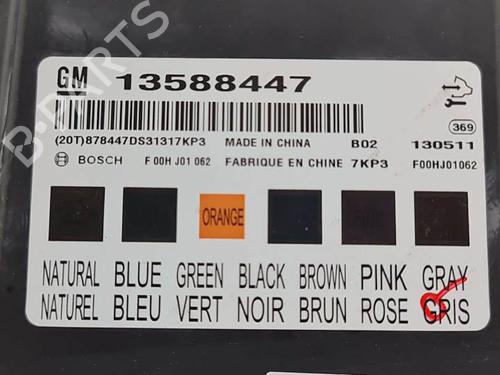 B-PARTS
GM 13588447
369
(20T)878447DS31317KP3 MADE IN CHINA B02 130511
BOSCH F 00H J01 062 FABRIQUE EN CHINE 7KP3 F00HJ01062
ORANGE
NATURAL BLUE GREEN BLACK BROWN PINK GRAY
NATUREL BLEU VERT NOIR BRUN ROSE GRIS